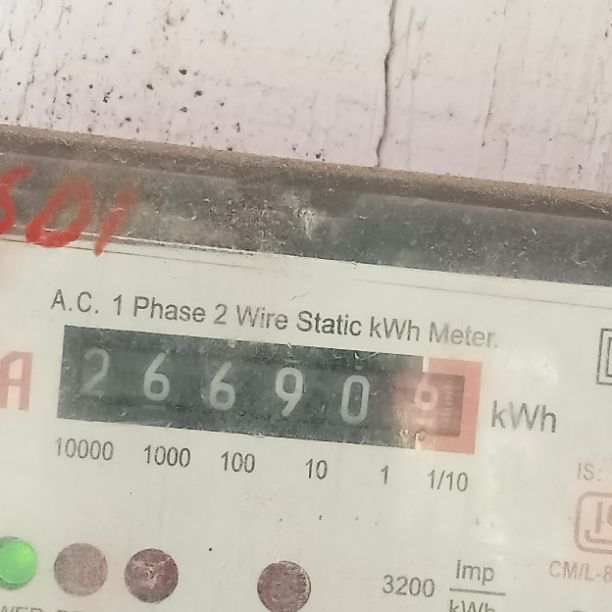 501
A.C. 1 Phase 2 Wire Static kWh Meter.
A
2 6 6 9 0 6 kWh
10000 1000 100 10 1 1/10
IS:
CM/L-8
3200 Imp
kWh